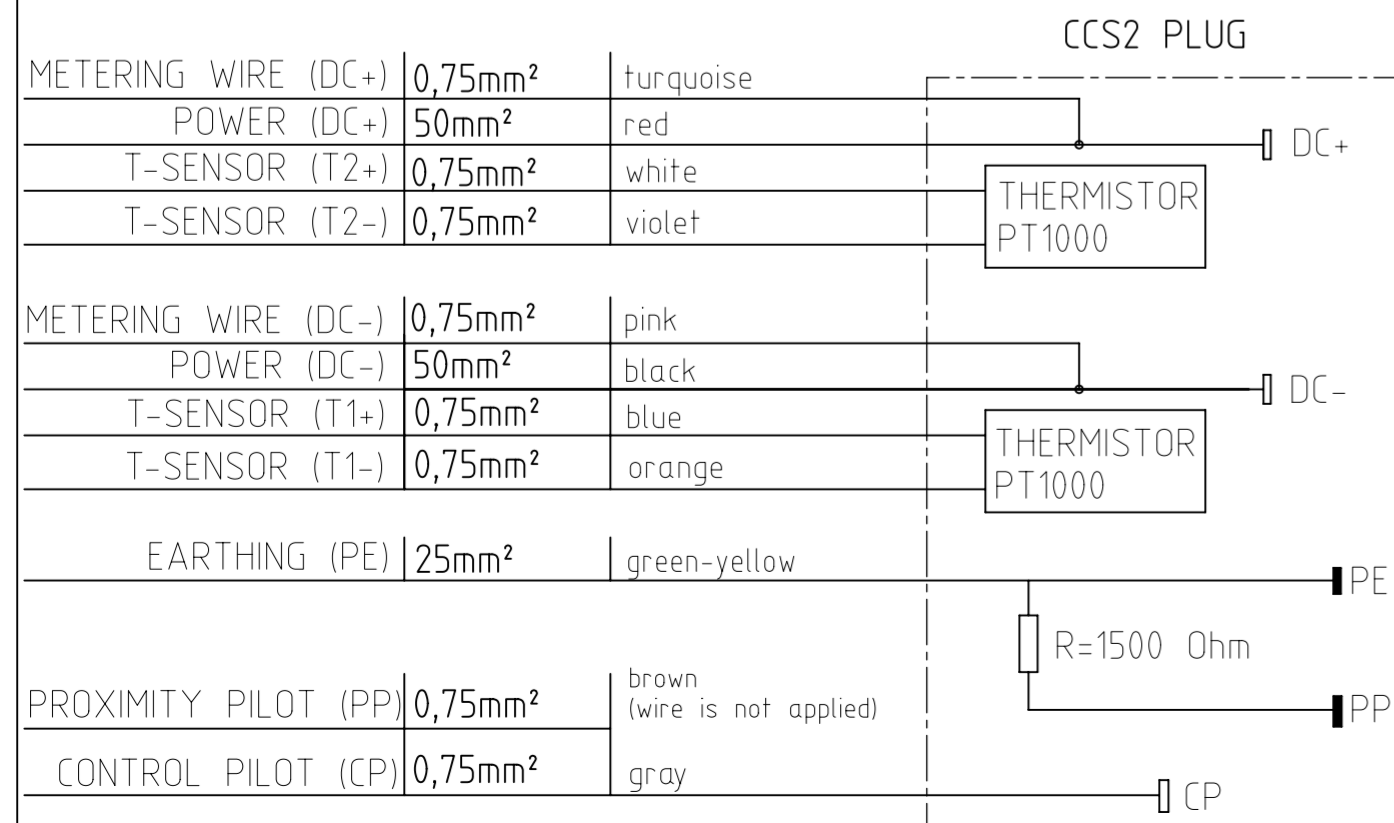 CCS2 PLUG
METERING WIRE (DC+) 0,75mm² turquoise
POWER (DC+) 50mm² red
DC+
T-SENSOR (T2+) 0,75mm² white
T-SENSOR (T2-) 0,75mm² violet
THERMISTOR
PT1000
METERING WIRE (DC-) 0,75mm² pink
POWER (DC-) 50mm² black
DC-
T-SENSOR (T1+) 0,75mm² blue
T-SENSOR (T1-) 0,75mm² orange
THERMISTOR
PT1000
EARTHING (PE) 25mm² green-yellow
PE
R=1500 Ohm
PROXIMITY PILOT (PP) 0,75mm² brown
(wire is not applied)
PP
CONTROL PILOT (CP) 0,75mm² gray
CP